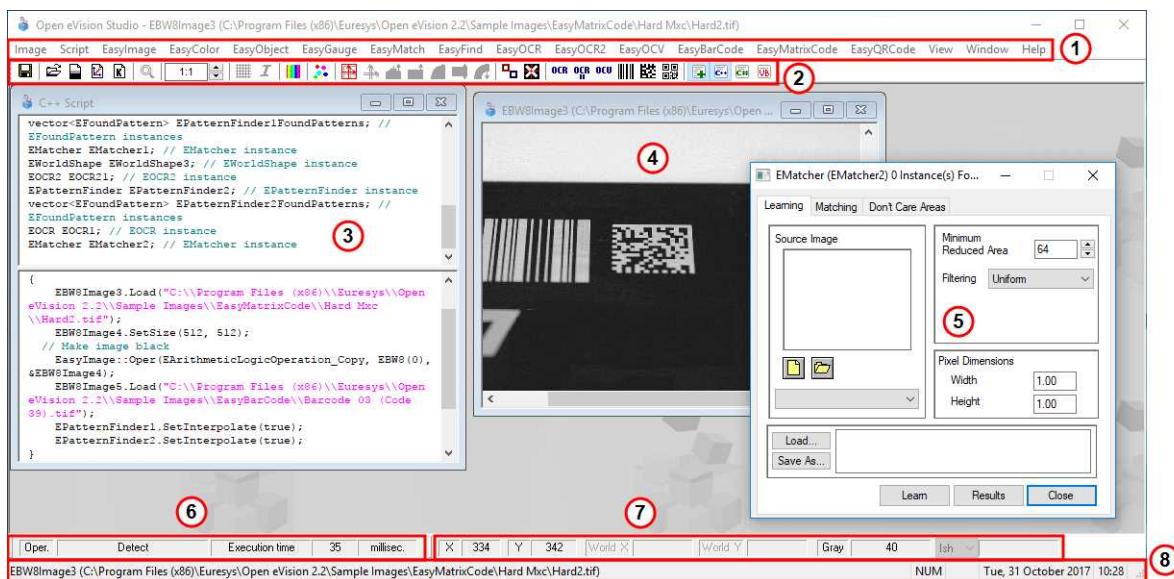 Open eVision Studio - EBW8Image3 (C:\Program Files (x86)\Euresys\Open eVision 2.2\Sample Images\EasyMatrixCode\Hard Mxc\Hard2.tif)
Image Script EasyImage EasyColor EasyObject EasyGauge EasyMatch EasyFind EasyOCR EasyOCR2 EasyOCV EasyBarCode EasyMatrixCode EasyQRCode View Window Help
1
1:1 OCR OCR II OCV C++ C# VB
2
C++ Script
vector<EFoundPattern> EPatternFinder1FoundPatterns; //
EFoundPattern instances
EMatcher EMatcher1; // EMatcher instance
EWorldShape EWorldShape3; // EWorldShape instance
EOCR2 EOCR21; // EOCR2 instance
EPatternFinder EPatternFinder2; // EPatternFinder instance
vector<EFoundPattern> EPatternFinder2FoundPatterns; //
EFoundPattern instances
EOCR EOCR1; // EOCR instance
EMatcher EMatcher2; // EMatcher instance
3
{
EBW8Image3.Load("C:\\Program Files (x86)\\Euresys\\Open
eVision 2.2\\Sample Images\\EasyMatrixCode\\Hard Mxc
\\Hard2.tif");
EBW8Image4.SetSize(512, 512);
// Make image black
EasyImage::Oper(EArithmeticLogicOperation_Copy, EBW8(0),
&EBW8Image4);
EBW8Image5.Load("C:\\Program Files (x86)\\Euresys\\Open
eVision 2.2\\Sample Images\\EasyBarCode\\Barcode 03 (Code
39).tif");
EPatternFinder1.SetInterpolate(true);
EPatternFinder2.SetInterpolate(true);
}
EBW8Image3 (C:\Program Files (x86)\Euresys\Open ...
4
EMatcher (EMatcher2) 0 Instance(s) Fo...
Learning Matching Don't Care Areas
Source Image
Minimum
Reduced Area 64
Filtering Uniform
5
Pixel Dimensions
Width 1.00
Height 1.00
Load...
Save As...
Learn Results Close
6
7
Oper. Detect Execution time 35 millisec. X 334 Y 342 World X World Y Gray 40 Ish
8
EBW8Image3 (C:\Program Files (x86)\Euresys\Open eVision 2.2\Sample Images\EasyMatrixCode\Hard Mxc\Hard2.tif) NUM Tue, 31 October 2017 10:28